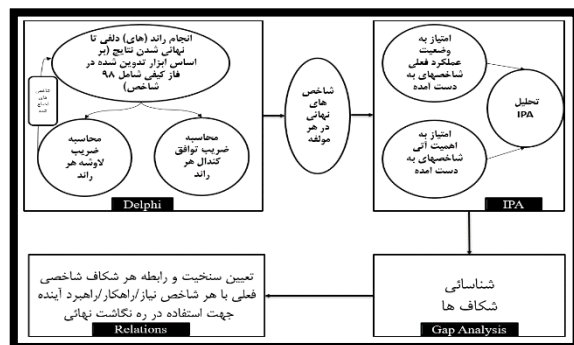 انجام راند (های) دلفی تا
نهائی شدن نتایج (بر
اساس ابزار تدوین شده در
فاز کیفی شامل ۹۸
شاخص)
شاخص
های
محاسبه
ضریب
لاوشه هر
راند
محاسبه
ضریب توافق
کندال هر
راند
Delphi
شاخص
های
نهائی
در هر
مولفه
امتیاز به
وضعیت
عملکرد فعلی
شاخصهای به
دست آمده
امتیاز به
اهمیت آتی
شاخصهای به
دست آمده
تحلیل
IPA
IPA
شناسائی
شکاف ها
Gap Analysis
تعیین سنخیت و رابطه هر شکاف شاخصی
فعلی با هر شاخص نیاز/راهکار/راهبرد آینده
جهت استفاده در ره نگاشت نهائی
Relations